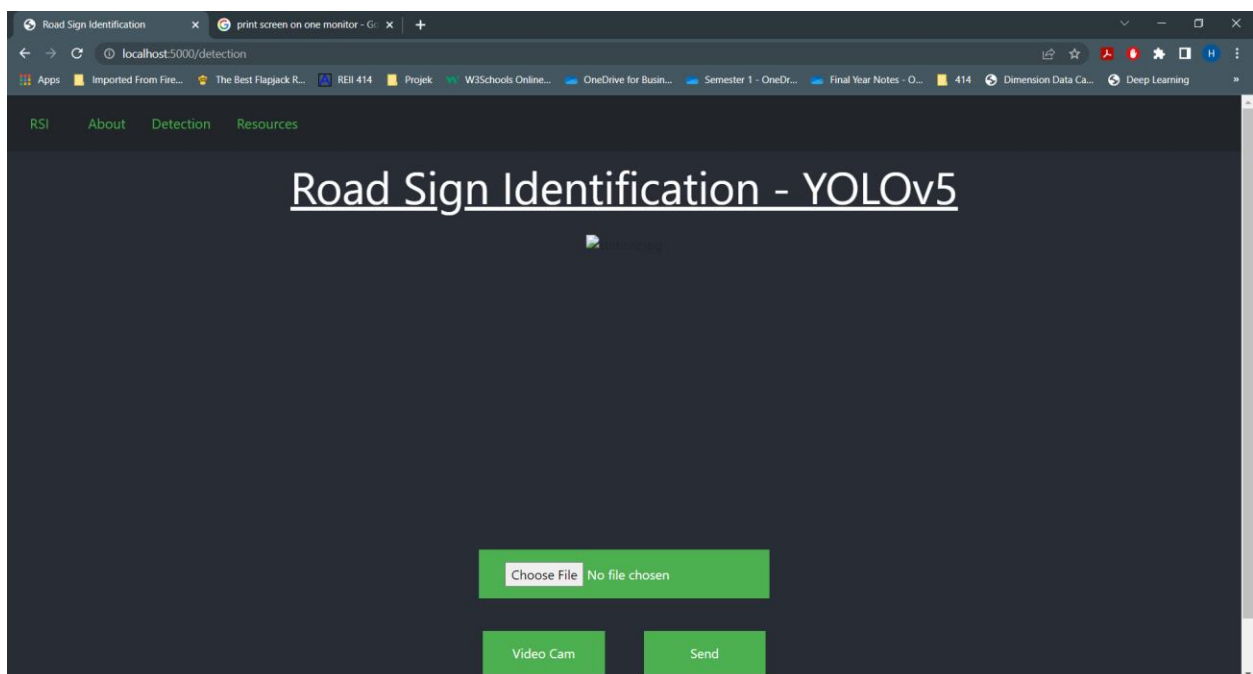 Road Sign Identification
print screen on one monitor - Go
localhost:5000/detection
Apps Imported From Fire... The Best Flapjack R... REII 414 Projek W3Schools Online... OneDrive for Busin... Semester 1 - OneDr... Final Year Notes - O... 414 Dimension Data Ca... Deep Learning »
H
RSI About Detection Resources
Road Sign Identification - YOLOv5
Choose File No file chosen
Video Cam Send